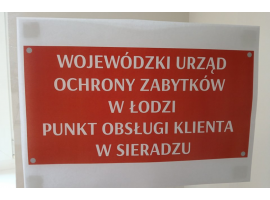 WOJEWÓDZKI URZĄD
OCHRONY ZABYTKÓW
W ŁODZI
PUNKT OBSŁUGI KLIENTA
W SIERADZU